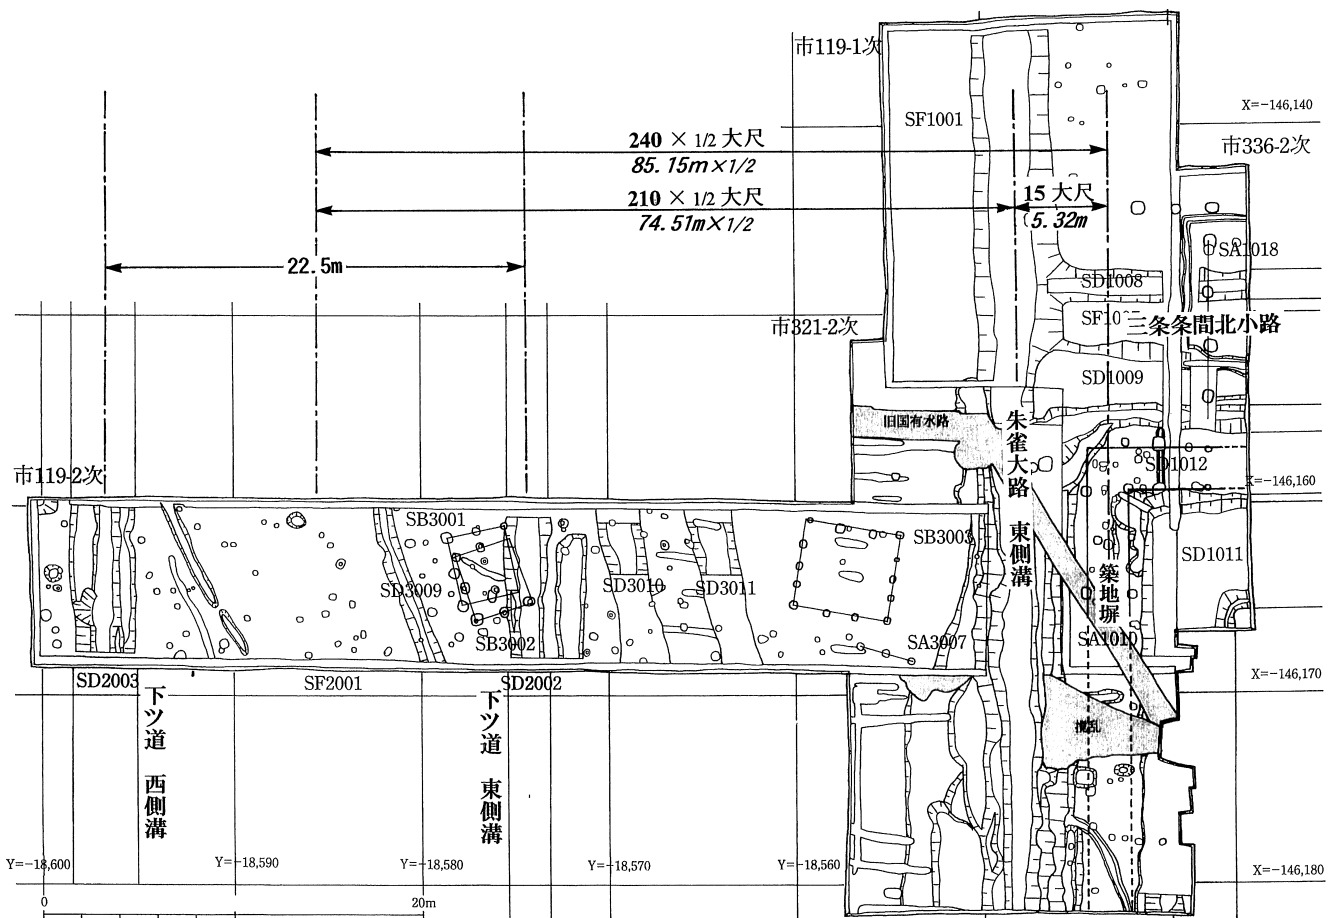 市119-1次
X=-146,140
SF1001
240 × 1/2 大尺
85.15m×1/2
市336-2次
210 × 1/2 大尺
74.51m×1/2
15 大尺
5.32m
22.5m
SA1018
SD1008
市321-2次
三条条間北小路
SD1009
旧国有水路
朱雀大路 東側溝
市119-2次
SD1012
X=-146,160
SB3001
SB3003
SD1011
SD3009
SD3010
SD3011
築地塀
SB3002
SA3007
SA1010
SD2003
SF2001
SD2002
X=-146,170
下ツ道 西側溝
下ツ道 東側溝
攪乱
Y=-18,600
Y=-18,590
Y=-18,580
Y=-18,570
Y=-18,560
X=-146,180
0
20m